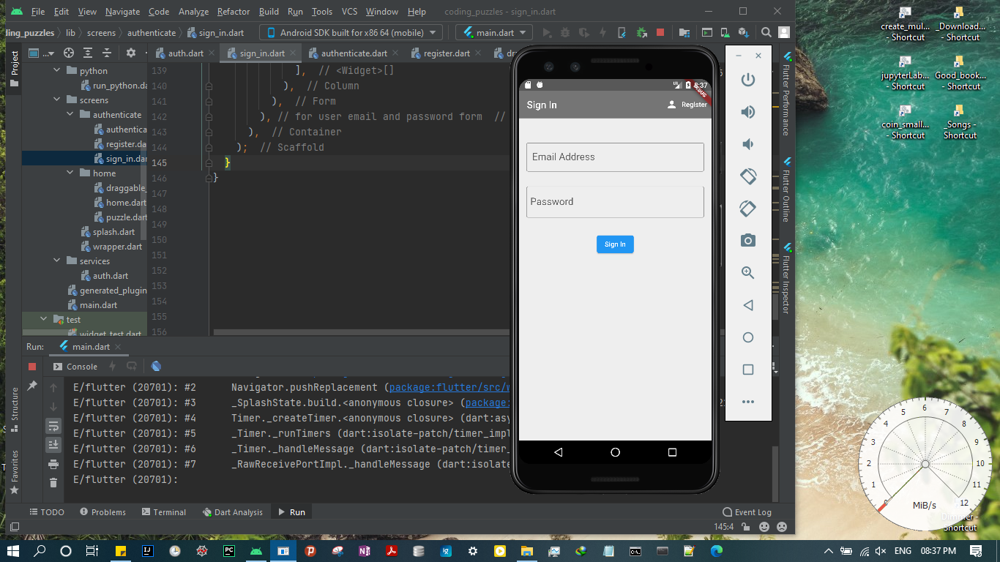 File Edit View Navigate Code Analyze Refactor Build Run Tools VCS Window Help coding_puzzles - sign_in.dart
ding_puzzles lib screens authenticate sign_in.dart Android SDK built for x86 64 (mobile) main.dart
auth.dart sign_in.dart authenticate.dart register.dart
Project
python
run_python.da
screens
authenticate
authentica
register.da
sign_in.dar
home
draggable_
home.dart
puzzle.dart
splash.dart
wrapper.dart
services
auth.dart
generated_plugin
main.dart
test
widget_test.dart
139 ], // <Widget>[]
140 ), // Column
141 ), // Form
142 ), // for user email and password form //
143 ), // Container
144 ); // Scaffold
145 }
146 }
147
148
149
150
151
152
153
154
155
156
8:37
DEBUG
Sign In Register
Email Address
Password
Sign In
Flutter Performance
Flutter Outline
Flutter Inspector
create_mul... - Shortcut
_Download... - Shortcut
jupyterLab... - Shortcut
Good_book... - Shortcut
coin_small... - Shortcut
_Songs - Shortcut
Run: main.dart
Console
Structure
Favorites
E/flutter (20701): #2 Navigator.pushReplacement (package:flutter/src/w
E/flutter (20701): #3 _SplashState.build.<anonymous closure> (package:
E/flutter (20701): #4 Timer._createTimer.<anonymous closure> (dart:asy
E/flutter (20701): #5 _Timer._runTimers (dart:isolate-patch/timer_impl
E/flutter (20701): #6 _Timer._handleMessage (dart:isolate-patch/timer_
E/flutter (20701): #7 _RawReceivePortImpl._handleMessage (dart:isolate
E/flutter (20701):
TODO Problems Terminal Dart Analysis Run Event Log
145:4
0 1 2 3 4 5 6 7 8 9 10 11 12
MiB/s
Dimmer - Shortcut
ENG 08:37 PM